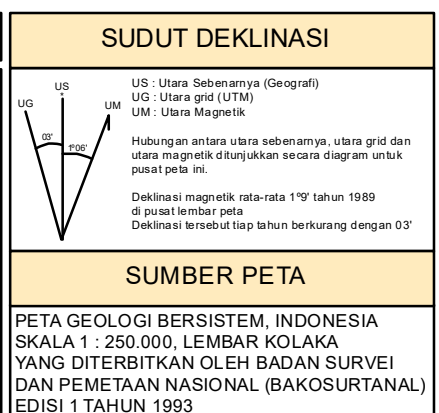 SUDUT DEKLINASI
US
*
UG
UM
03'
1º06'
US : Utara Sebenarnya (Geografi)
UG : Utara grid (UTM)
UM : Utara Magnetik
Hubungan antara utara sebenarnya, utara grid dan
utara magnetik ditunjukkan secara diagram untuk
pusat peta ini.
Deklinasi magnetik rata-rata 1º9' tahun 1989
di pusat lembar peta
Deklinasi tersebut tiap tahun berkurang dengan 03'
SUMBER PETA
PETA GEOLOGI BERSISTEM, INDONESIA
SKALA 1 : 250.000, LEMBAR KOLAKA
YANG DITERBITKAN OLEH BADAN SURVEI
DAN PEMETAAN NASIONAL (BAKOSURTANAL)
EDISI 1 TAHUN 1993